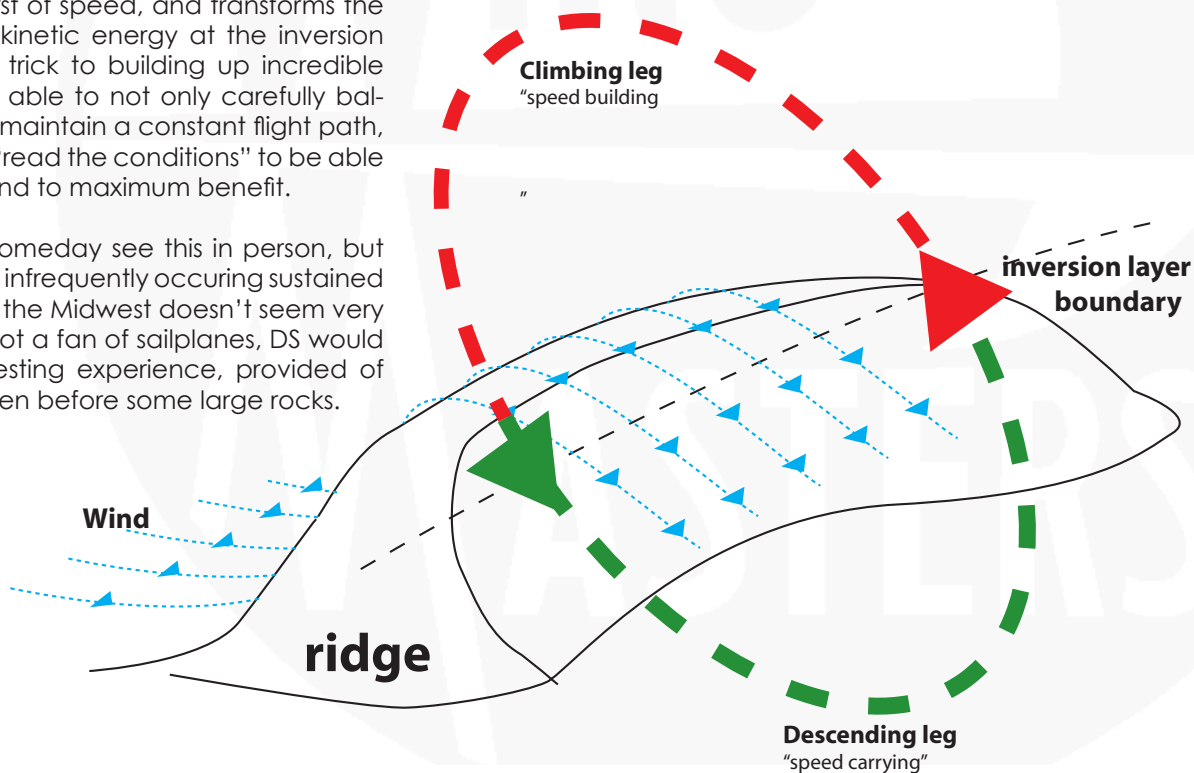 rst of speed, and transforms the
kinetic energy at the inversion
trick to building up incredible
able to not only carefully bal-
maintain a constant flight path,
“read the conditions” to be able
nd to maximum benefit.
omeday see this in person, but
infrequently occuring sustained
the Midwest doesn’t seem very
ot a fan of sailplanes, DS would
esting experience, provided of
en before some large rocks.
Climbing leg
“speed building
”
inversion layer
boundary
Wind
ridge
Descending leg
“speed carrying”
ASTERS